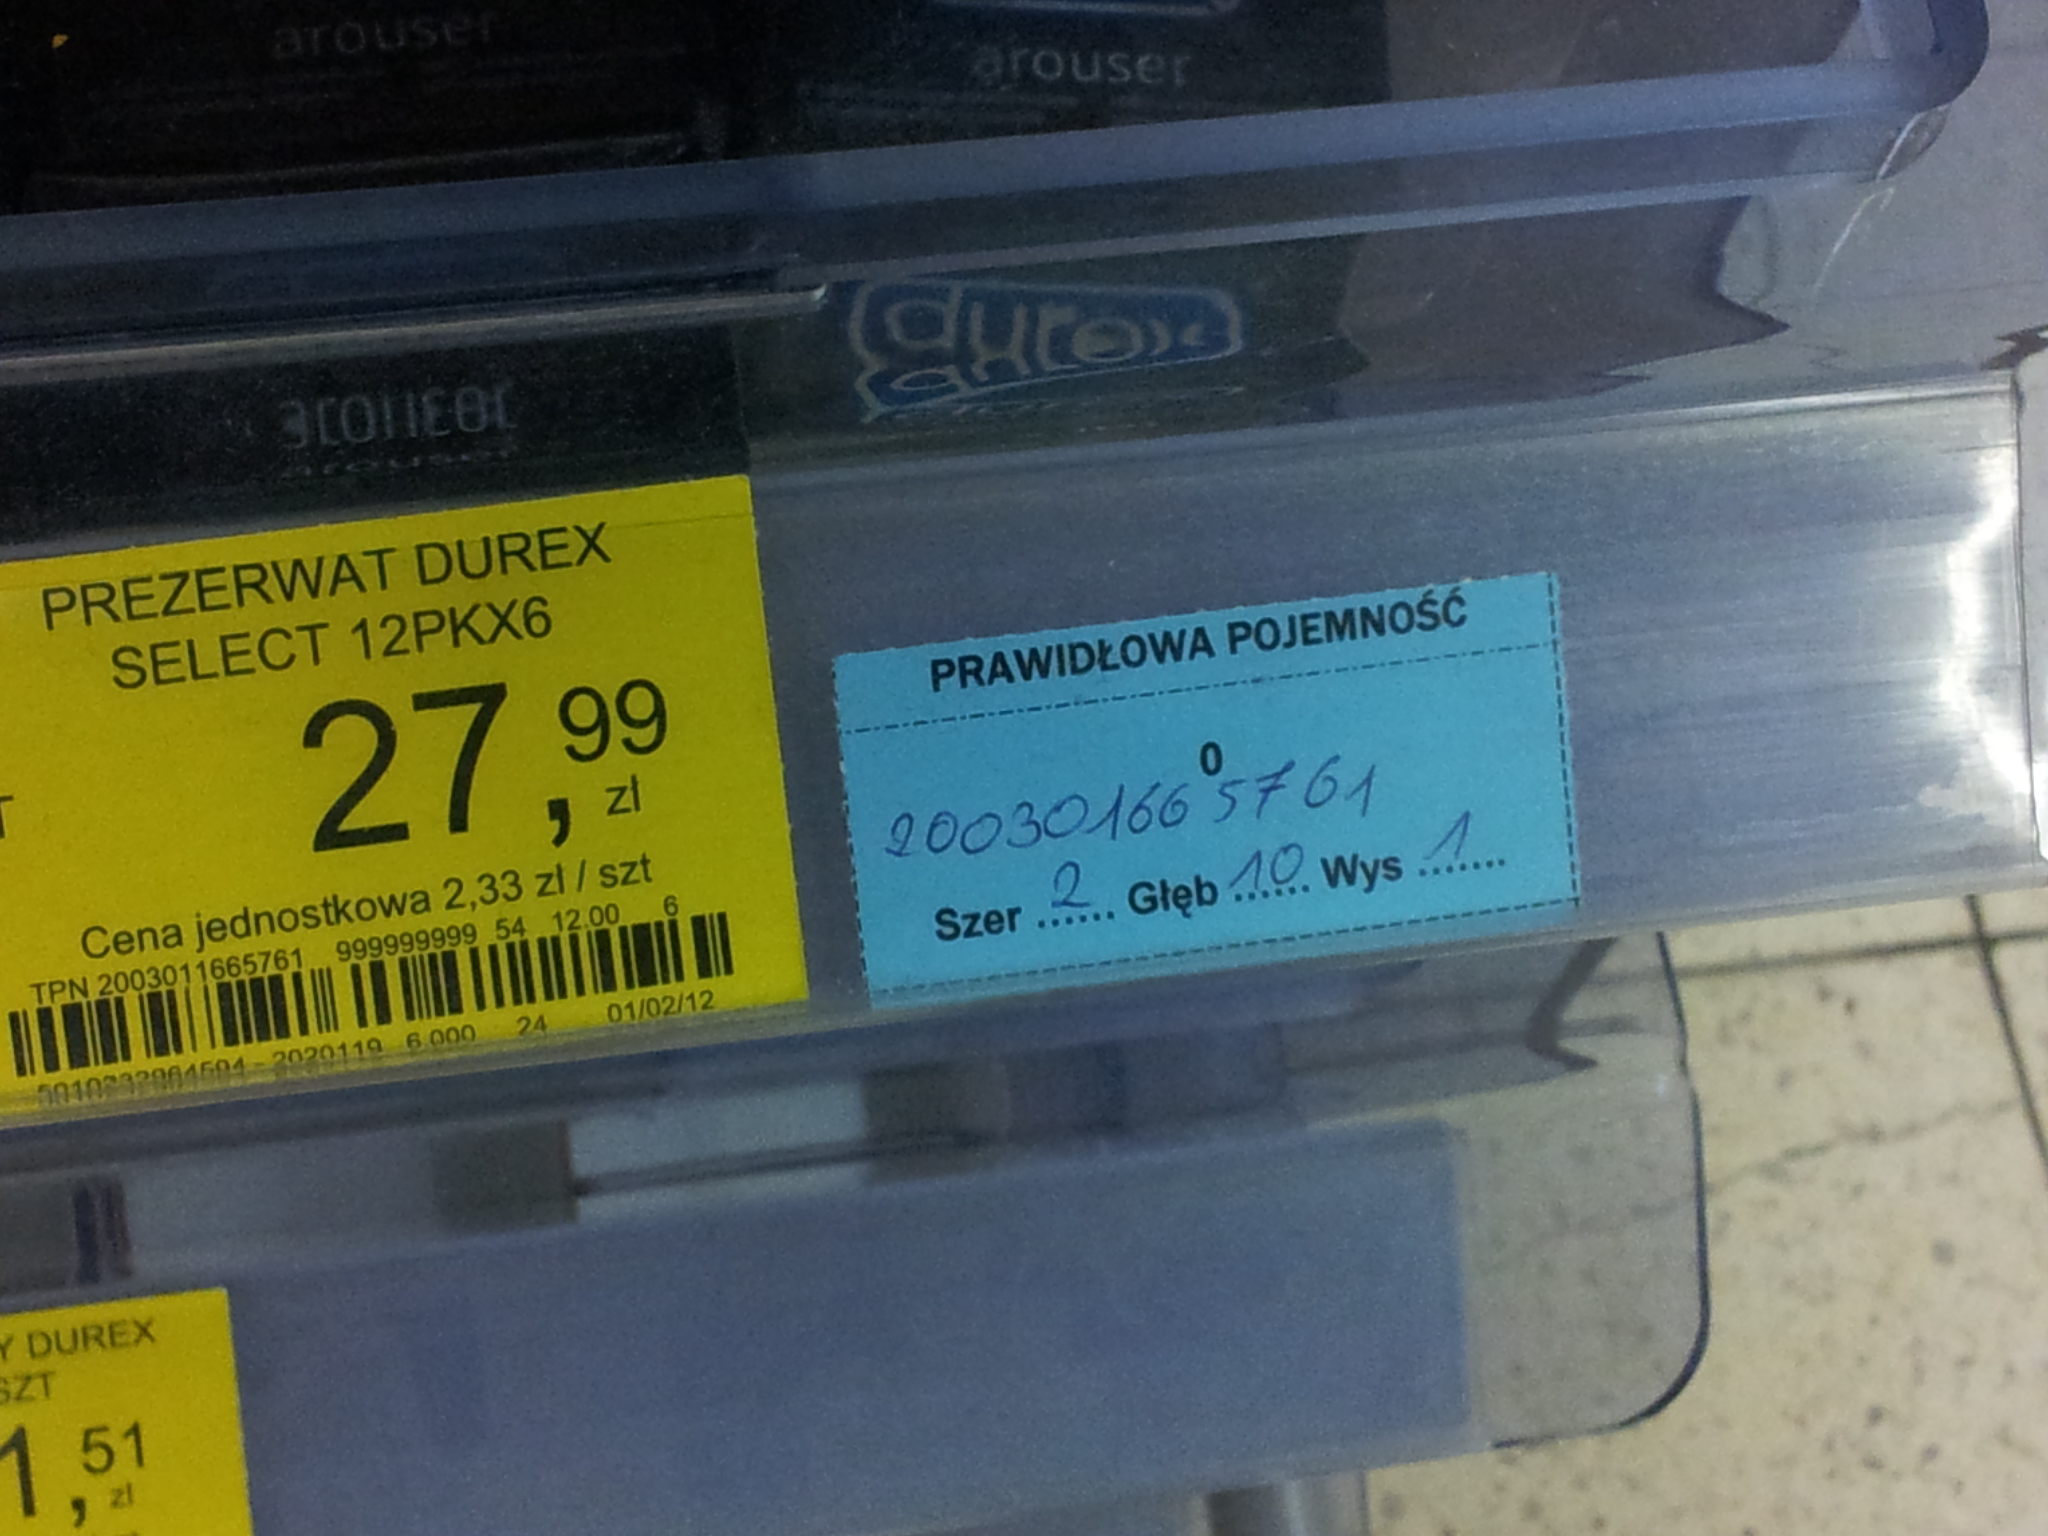 arouser
arouser
durex
arouser
PREZERWAT DUREX
SELECT 12PKX6
27,99
zł
Cena jednostkowa 2,33 zł / szt
TPN 2003011665761 999999999 54 12.00 6
2020119 6.000 24 01/02/12
PRAWIDŁOWA POJEMNOŚĆ
0
200301665761
Szer 2 Głęb 10 Wys 1
T
Y DUREX
SZT
1,51
zł